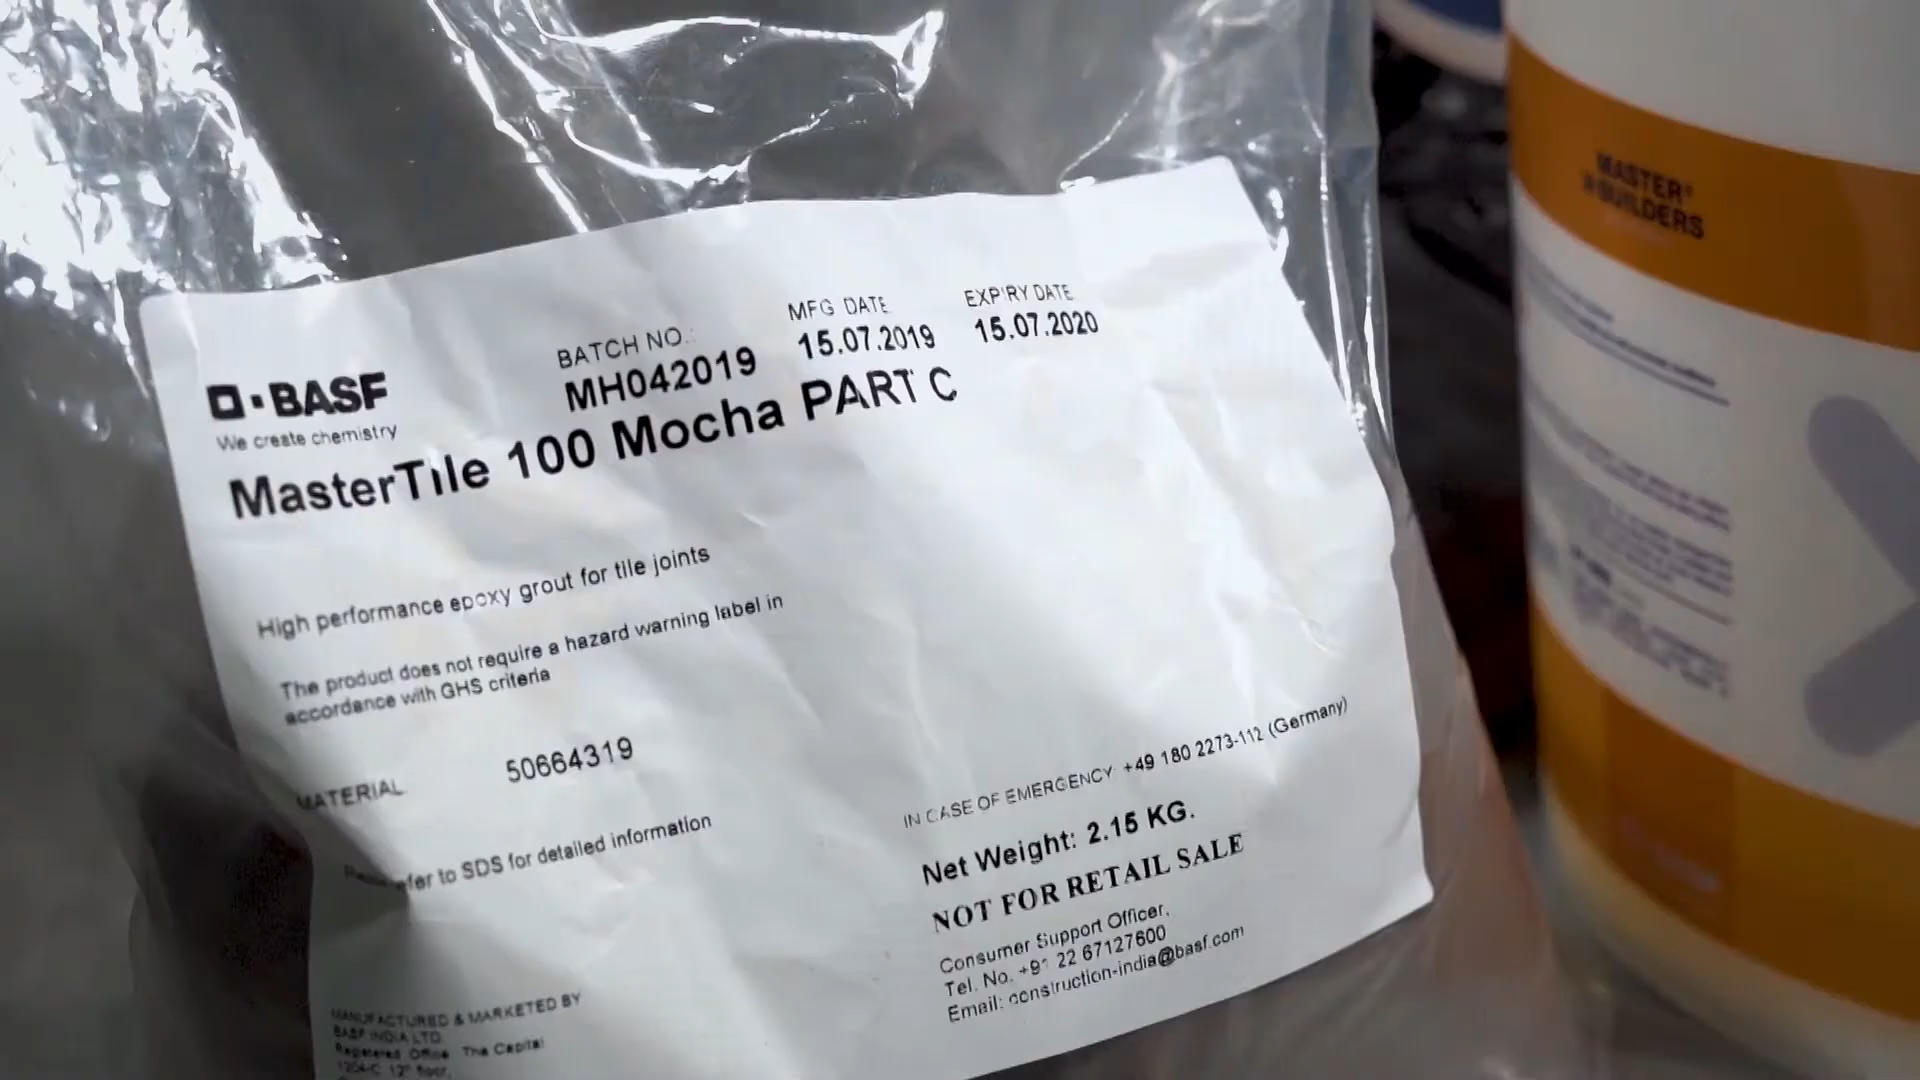 BASF
We create chemistry
BATCH NO.:
MH042019
MFG DATE
15.07.2019
EXPIRY DATE
15.07.2020
MasterTile 100 Mocha PART C
High performance epoxy grout for tile joints
The product does not require a hazard warning label in
accordance with GHS criteria
MATERIAL
50664319
refer to SDS for detailed information
IN CASE OF EMERGENCY: +49 180 2273-112 (Germany)
Net Weight: 2.15 KG.
NOT FOR RETAIL SALE
Consumer Support Officer,
Tel. No. +91 22 67127600
Email: construction-india@basf.com
MANUFACTURED & MARKETED BY
BASF INDIA LTD.
Registered Office The Capital
1204-C 12" floor,
MASTER®
BUILDERS